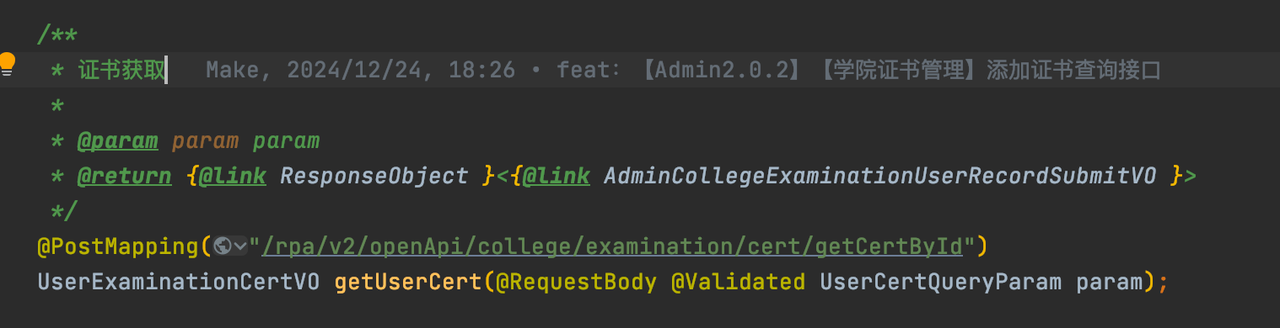 /**
* 证书获取 Make, 2024/12/24, 18:26 • feat: 【Admin2.0.2】【学院证书管理】添加证书查询接口
*
* @param param param
* @return {@link ResponseObject }<{@link AdminCollegeExaminationUserRecordSubmitVO }>
*/
@PostMapping("/rpa/v2/openApi/college/examination/cert/getCertById")
UserExaminationCertVO getUserCert(@RequestBody @Validated UserCertQueryParam param);